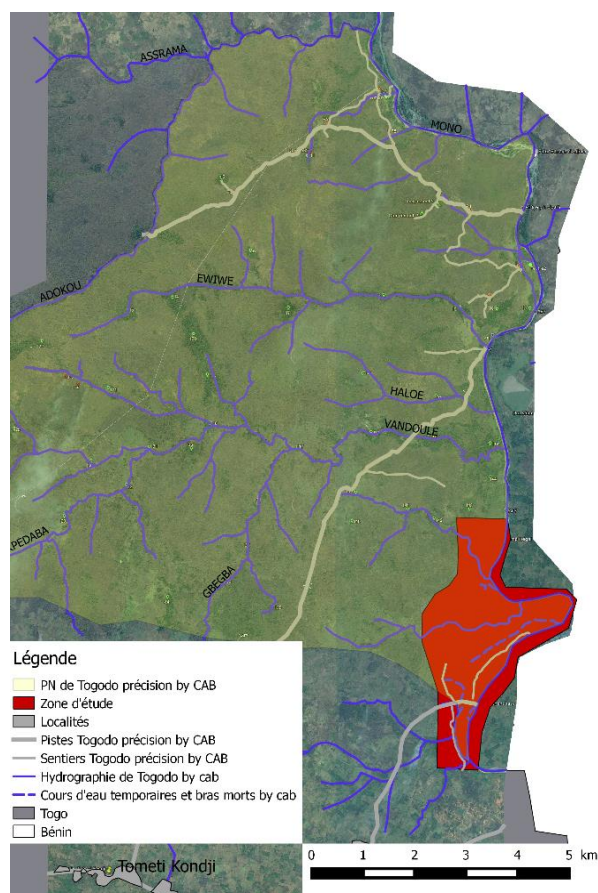 ASSRAMA
MONO
ADOKOU
EWIWE
HALOE
VANDOULE
GBEGBA
Légende
PN de Togodo précision by CAB
Zone d'étude
Localités
Pistes Togodo précision by CAB
Sentiers Togodo précision by CAB
Hydrographie de Togodo by cab
Cours d'eau temporaires et bras morts by cab
Togo
Bénin
Tometi Kondji
0 1 2 3 4 5 km